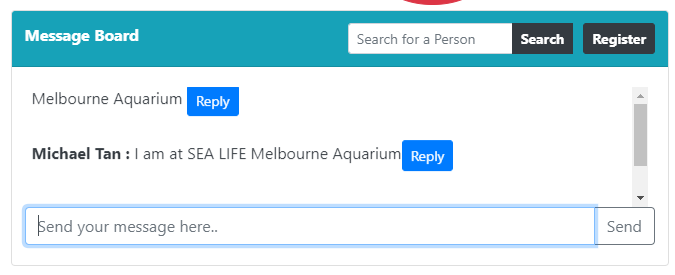 Message Board
Search for a Person Search Register
Melbourne Aquarium Reply
Michael Tan : I am at SEA LIFE Melbourne Aquarium Reply
Send your message here.. Send